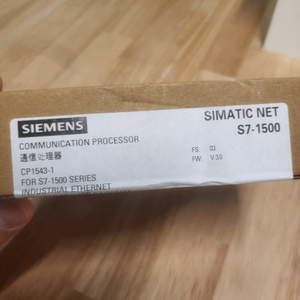 SIEMENS
SIMATIC NET
S7-1500
COMMUNICATION PROCESSOR
通信处理器
FS: 03
FW: V 3.0
CP1543-1
FOR S7-1500 SERIES
INDUSTRIAL ETHERNET